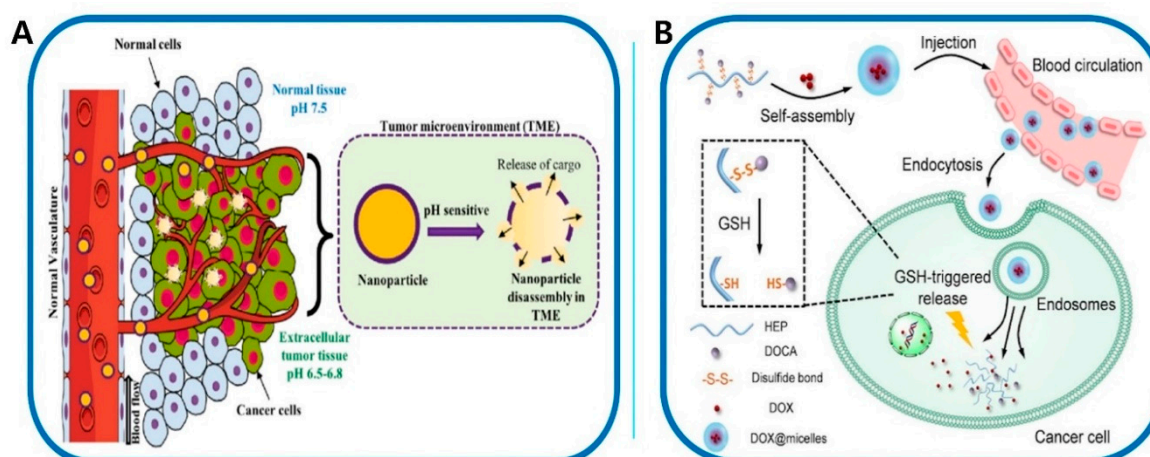 A
Normal cells
Normal tissue
pH 7.5
Normal Vasculature
Blood flow
Extracellular
tumor tissue
pH 6.5-6.8
Cancer cells
Tumor microenvironment (TME)
Release of cargo
pH sensitive
Nanoparticle
Nanoparticle
disassembly in
TME
B
Injection
Blood circulation
Self-assembly
Endocytosis
-S-S-
GSH
-SH
HS-
GSH-triggered
release
Endosomes
HEP
DOCA
-S-S-
Disulfide bond
DOX
DOX@micelles
Cancer cell